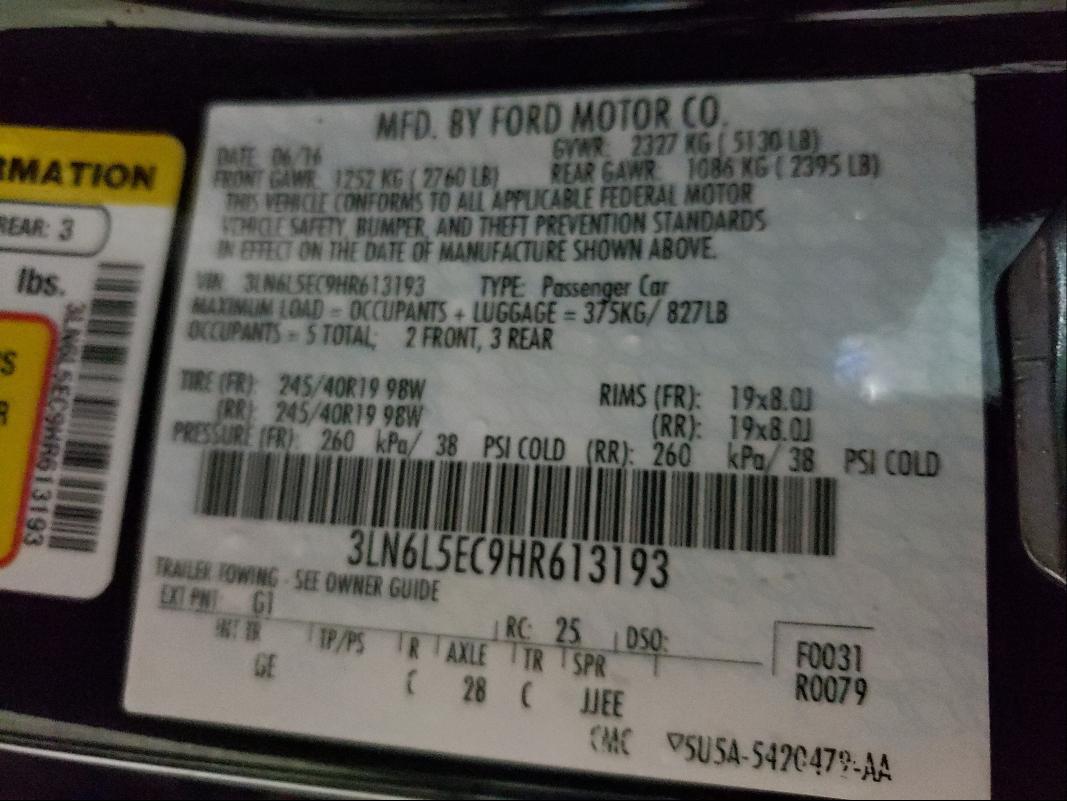 RMATION
REAR: 3
lbs.
3LN6L5EC9HR613193
MFD. BY FORD MOTOR CO.
DATE: 06/16 GVWR: 2327 KG ( 5130 LB)
FRONT GAWR: 1252 KG ( 2760 LB) REAR GAWR: 1086 KG ( 2395 LB)
THIS VEHICLE CONFORMS TO ALL APPLICABLE FEDERAL MOTOR
VEHICLE SAFETY, BUMPER, AND THEFT PREVENTION STANDARDS
IN EFFECT ON THE DATE OF MANUFACTURE SHOWN ABOVE.
VIN: 3LN6L5EC9HR613193 TYPE: Passenger Car
MAXIMUM LOAD = OCCUPANTS + LUGGAGE = 375KG/ 827LB
OCCUPANTS = 5 TOTAL; 2 FRONT, 3 REAR
TIRE (FR): 245/40R19 98W RIMS (FR): 19x8.0J
(RR): 245/40R19 98W (RR): 19x8.0J
PRESSURE (FR): 260 kPa/ 38 PSI COLD (RR): 260 kPa/ 38 PSI COLD
3LN6L5EC9HR613193
TRAILER TOWING - SEE OWNER GUIDE
EXT PNT: G1 RC: 25 DSO: F0031
INT TR TP/PS R AXLE TR SPR R0079
GE C 28 C JJEE
CMC ▽5U5A-5420472-AA